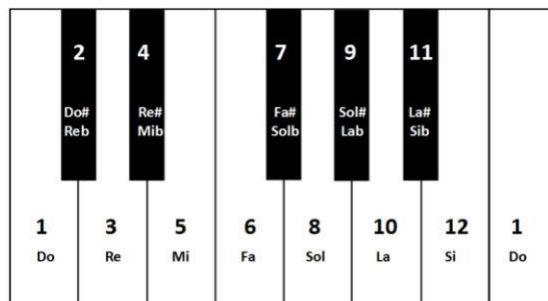 2 4 7 9 11
Do# Re# Fa# Sol# La#
Reb Mib Solb Lab Sib
1 3 5 6 8 10 12 1
Do Re Mi Fa Sol La Si Do